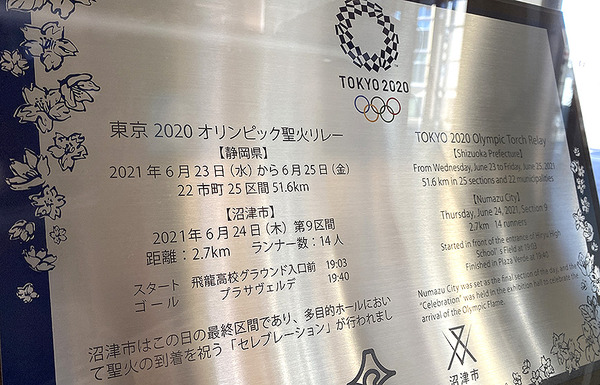 TOKYO 2020
東京 2020 オリンピック聖火リレー
【静岡県】
2021 年 6 月 23 日 (水) から 6 月 25 日 (金)
22 市町 25 区間 51.6km
【沼津市】
2021 年 6 月 24 日 (木) 第9区間
距離：2.7km ランナー数：14 人
スタート 飛龍高校グラウンド入口前 19:03
ゴール プラサヴェルデ 19:40
沼津市はこの日の最終区間であり、多目的ホールにおい
て聖火の到着を祝う「セレブレーション」が行われまし
TOKYO 2020 Olympic Torch Relay
【Shizuoka Prefecture】
From Wednesday, June 23 to Friday, June 25, 2021
51.6 km in 25 sections and 22 municipalities
【Numazu City】
Thursday, June 24, 2021, Section 9
2.7km 14 runners
Started in front of the entrance of Hiryu High
School's Field at 19:03
Finished in Plaza Verde at 19:40
Numazu City was set as the final section of the day, and the
"Celebration" was held in the exhibition hall to celebrate the
arrival of the Olympic Flame.
沼津市